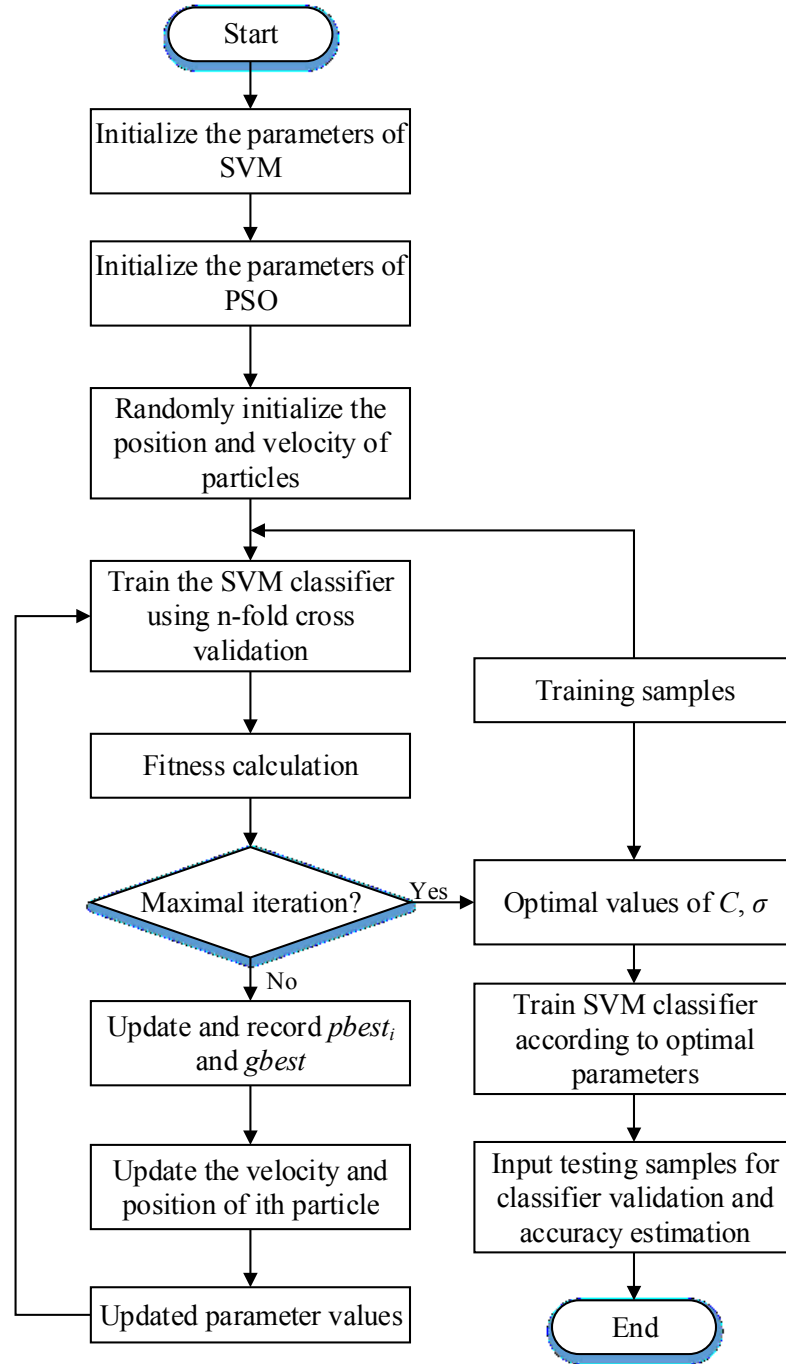 Start
Initialize the parameters of
SVM
Initialize the parameters of
PSO
Randomly initialize the
position and velocity of
particles
Train the SVM classifier
using n-fold cross
validation
Training samples
Fitness calculation
Maximal iteration?
Yes
No
Optimal values of C, σ
Update and record pbestᵢ
and gbest
Train SVM classifier
according to optimal
parameters
Update the velocity and
position of ith particle
Input testing samples for
classifier validation and
accuracy estimation
Updated parameter values
End